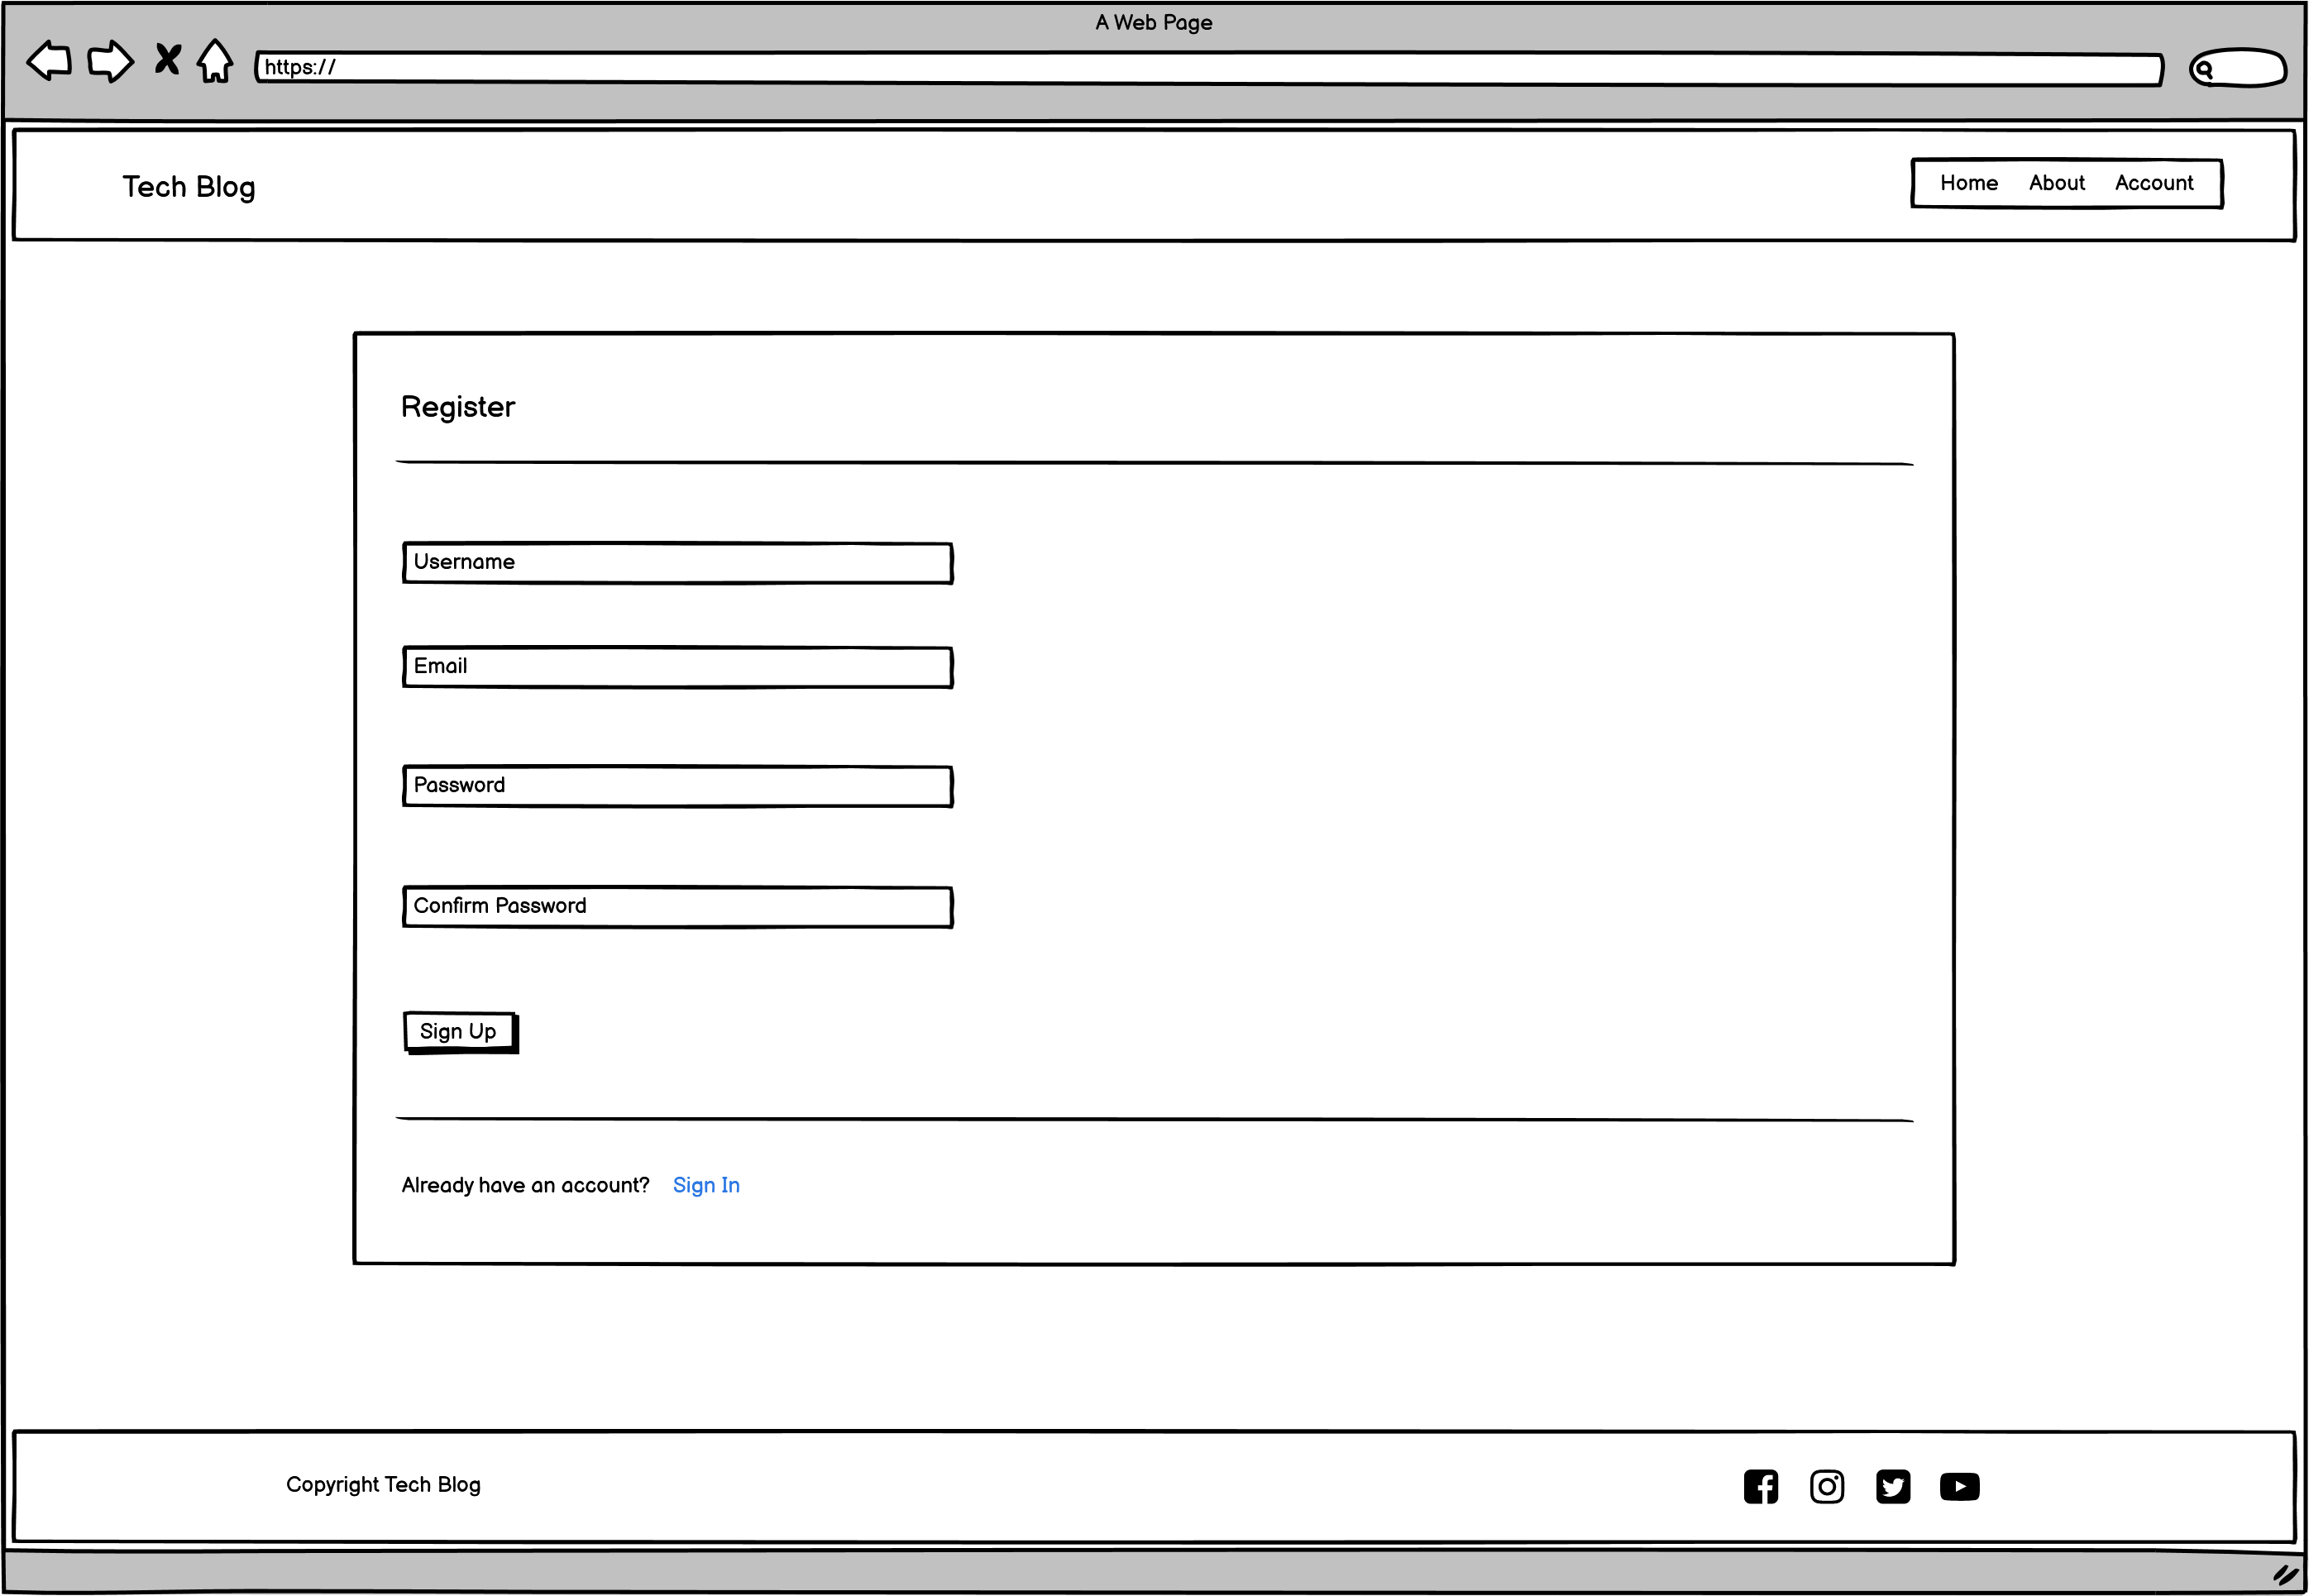 A Web Page
https://
Tech Blog
Home About Account
Register
Username
Email
Password
Confirm Password
Sign Up
Already have an account? Sign In
Copyright Tech Blog